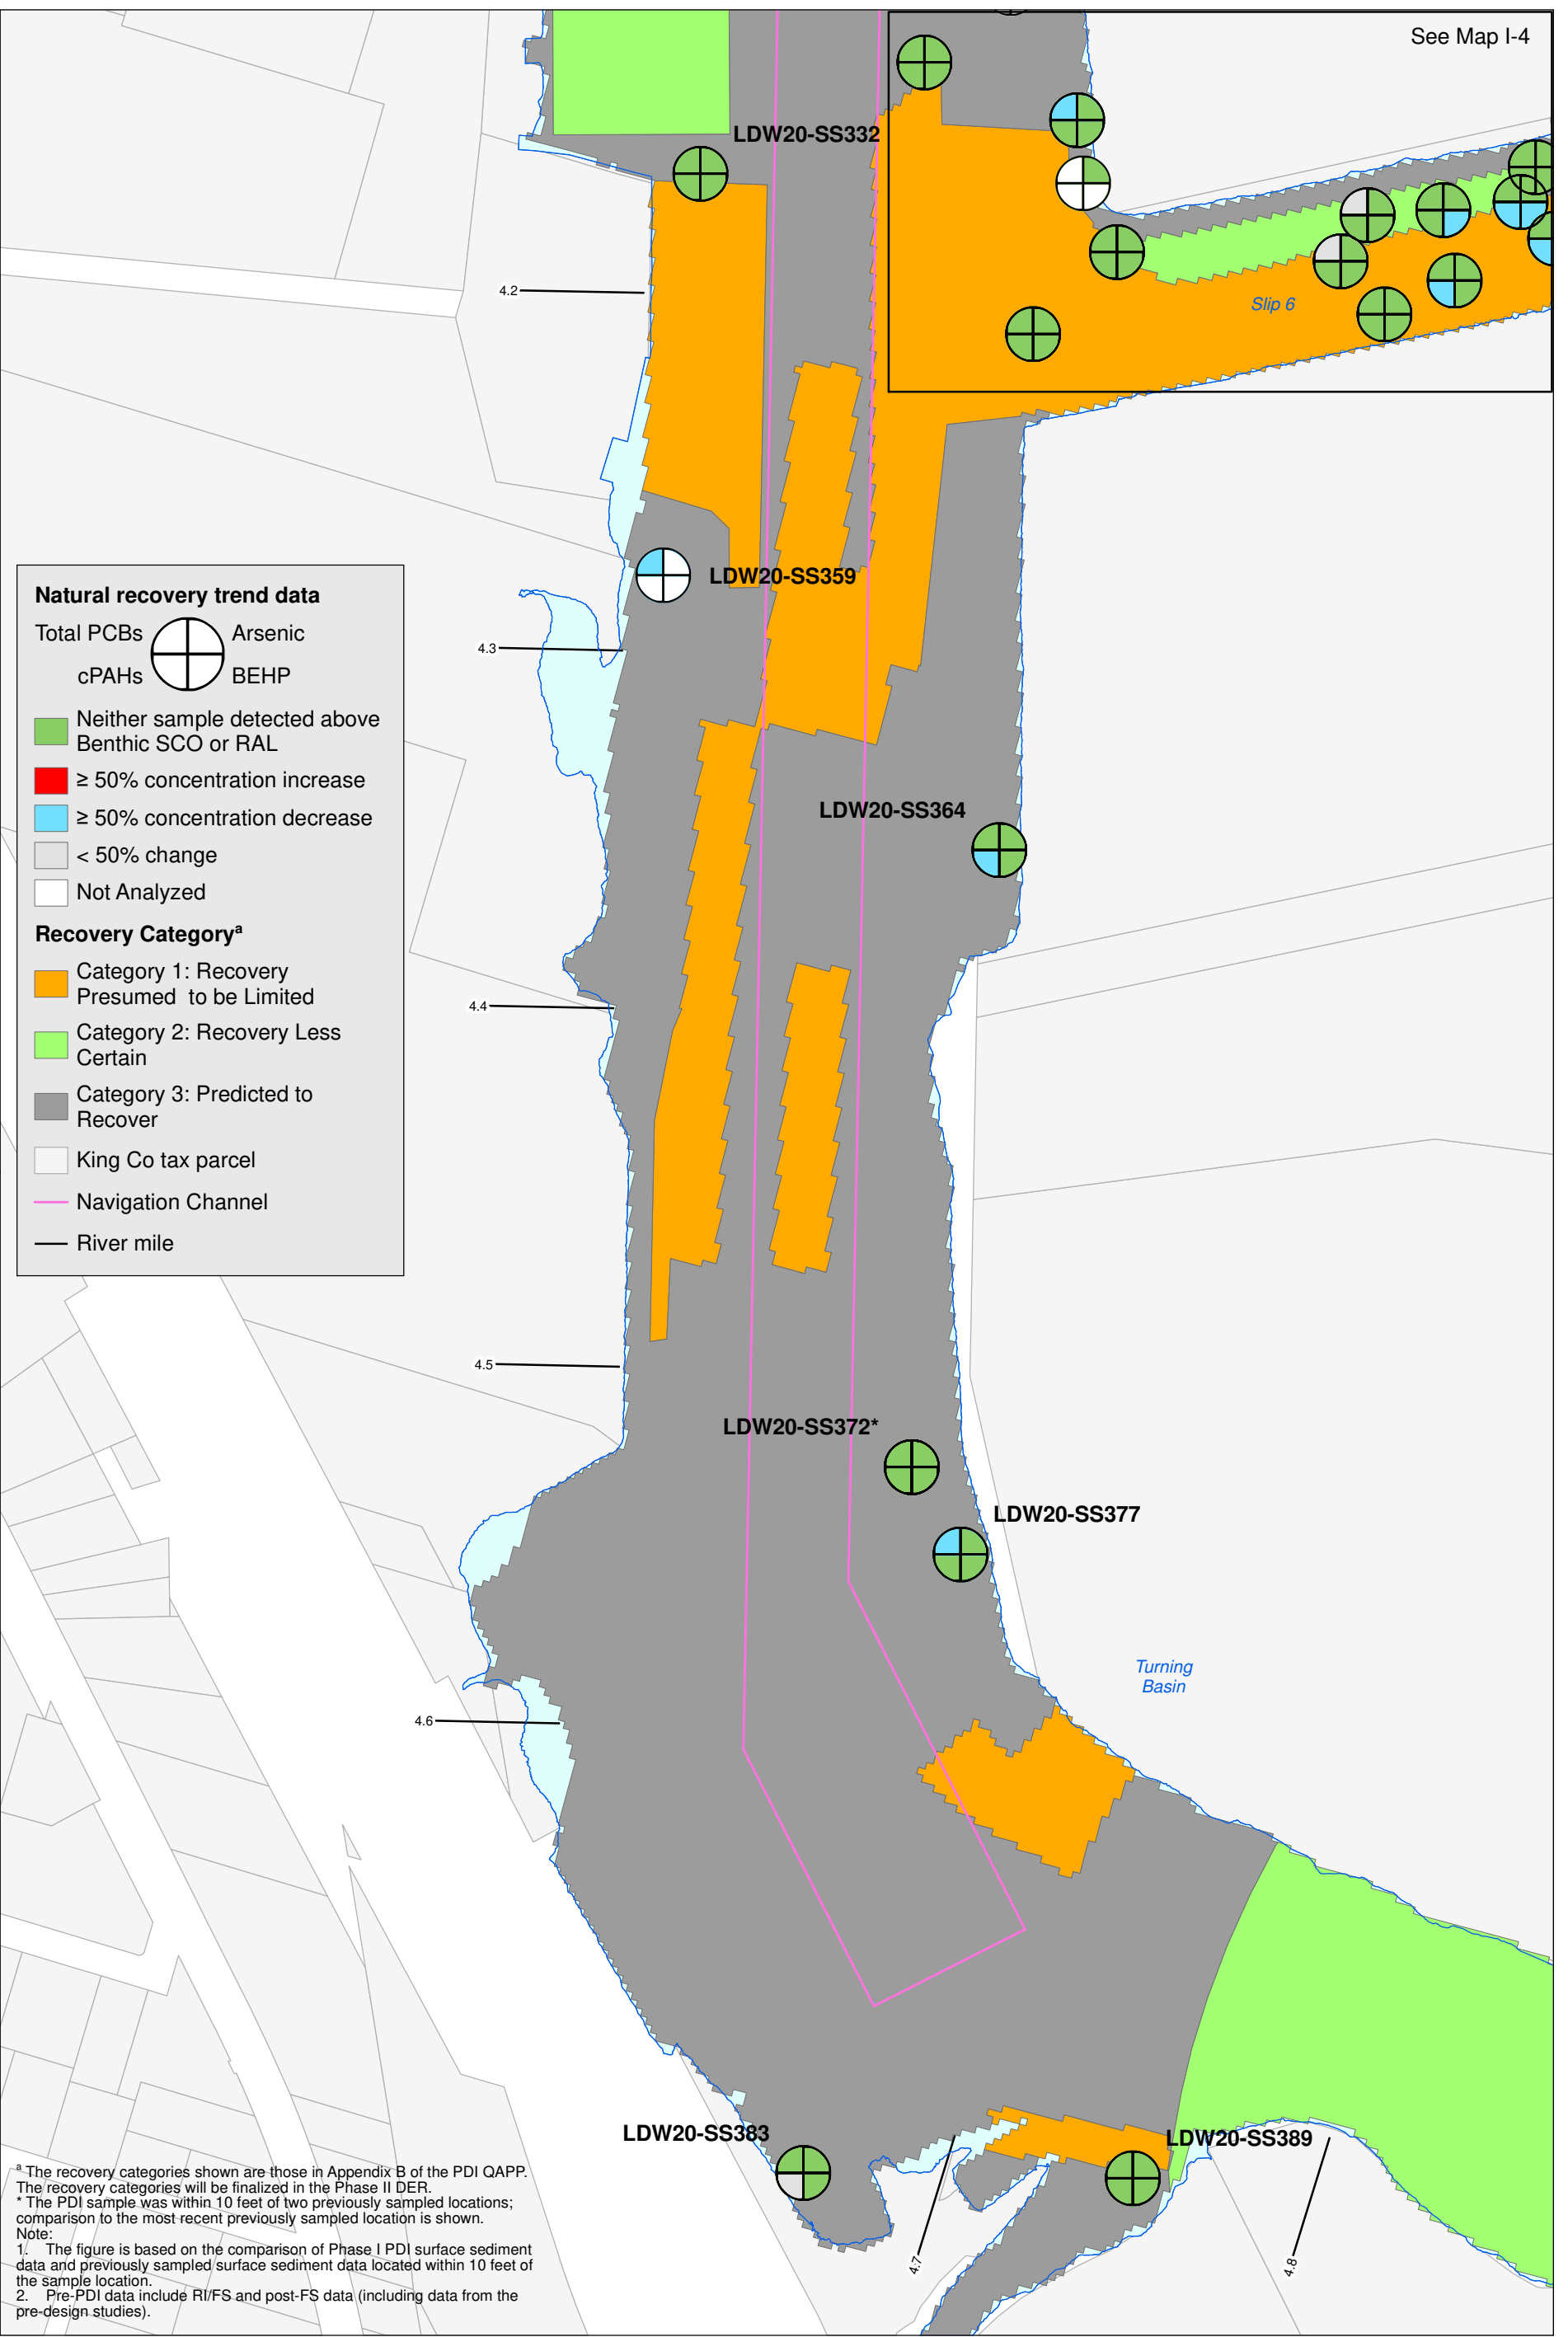 See Map I-4
LDW20-SS332
4.2
Slip 6
LDW20-SS359
4.3
Natural recovery trend data
Total PCBs
Arsenic
cPAHs
BEHP
Neither sample detected above
Benthic SCO or RAL
≥ 50% concentration increase
≥ 50% concentration decrease
< 50% change
Not Analyzed
Recovery Categoryᵃ
Category 1: Recovery
Presumed to be Limited
Category 2: Recovery Less
Certain
Category 3: Predicted to
Recover
King Co tax parcel
Navigation Channel
River mile
LDW20-SS364
4.4
4.5
LDW20-SS372*
LDW20-SS377
Turning
Basin
4.6
LDW20-SS383
LDW20-SS389
4.7
4.8
ᵃ The recovery categories shown are those in Appendix B of the PDI QAPP.
The recovery categories will be finalized in the Phase II DER.
* The PDI sample was within 10 feet of two previously sampled locations;
comparison to the most recent previously sampled location is shown.
Note:
1. The figure is based on the comparison of Phase I PDI surface sediment
data and previously sampled surface sediment data located within 10 feet of
the sample location.
2. Pre-PDI data include RI/FS and post-FS data (including data from the
pre-design studies).